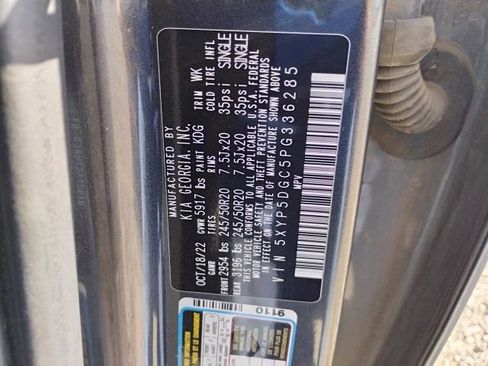 MANUFACTURED BY
KIA GEORGIA, INC.
OCT/18/22 GVWR 5917 lbs PAINT KDG TRIM WK
GAWR TIRES RIMS COLD TIRE INFL
FRONT 2954 lbs 245/50R20 7.5Jx20 35psi SINGLE
REAR 3196 lbs 245/50R20 7.5Jx20 35psi SINGLE
THIS VEHICLE CONFORMS TO ALL APPLICABLE U.S.A. FEDERAL
MOTOR VEHICLE SAFETY AND THEFT PREVENTION STANDARDS
IN EFFECT ON THE DATE OF MANUFACTURE SHOWN ABOVE
VIN 5XYP5DGC5PG336285
MPV
9110